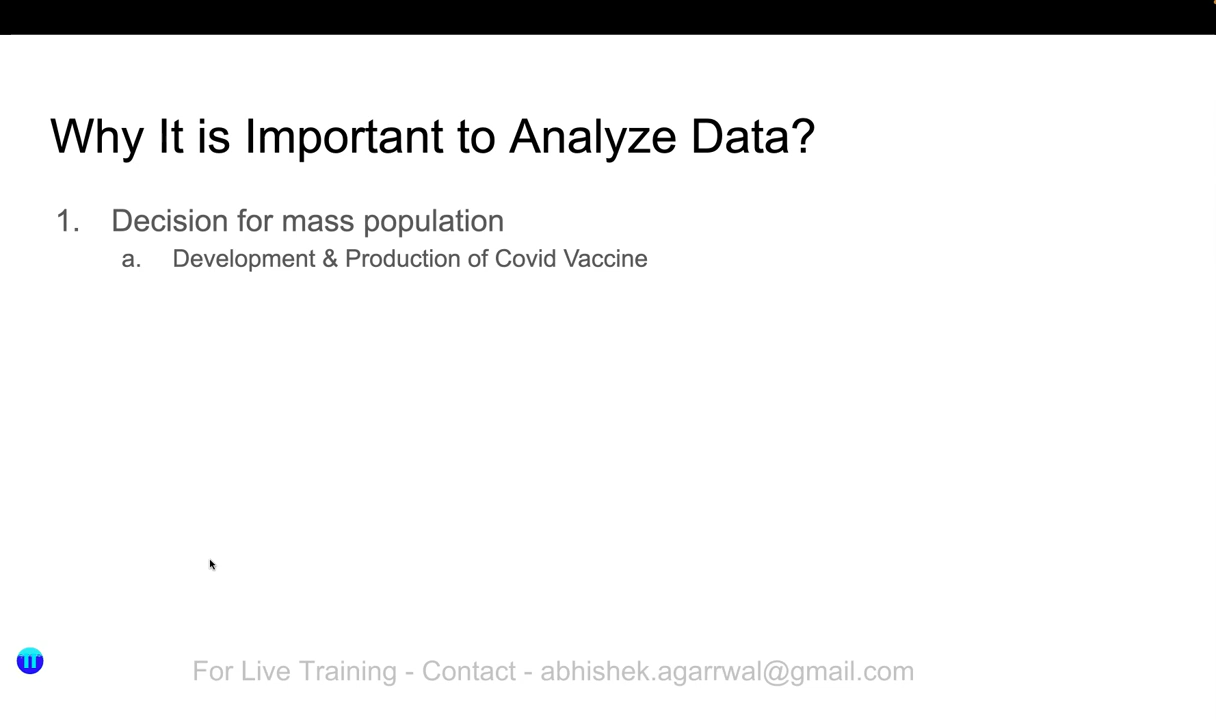 Why It is Important to Analyze Data?
1. Decision for mass population
a. Development & Production of Covid Vaccine
For Live Training - Contact - abhishek.agarrwal@gmail.com